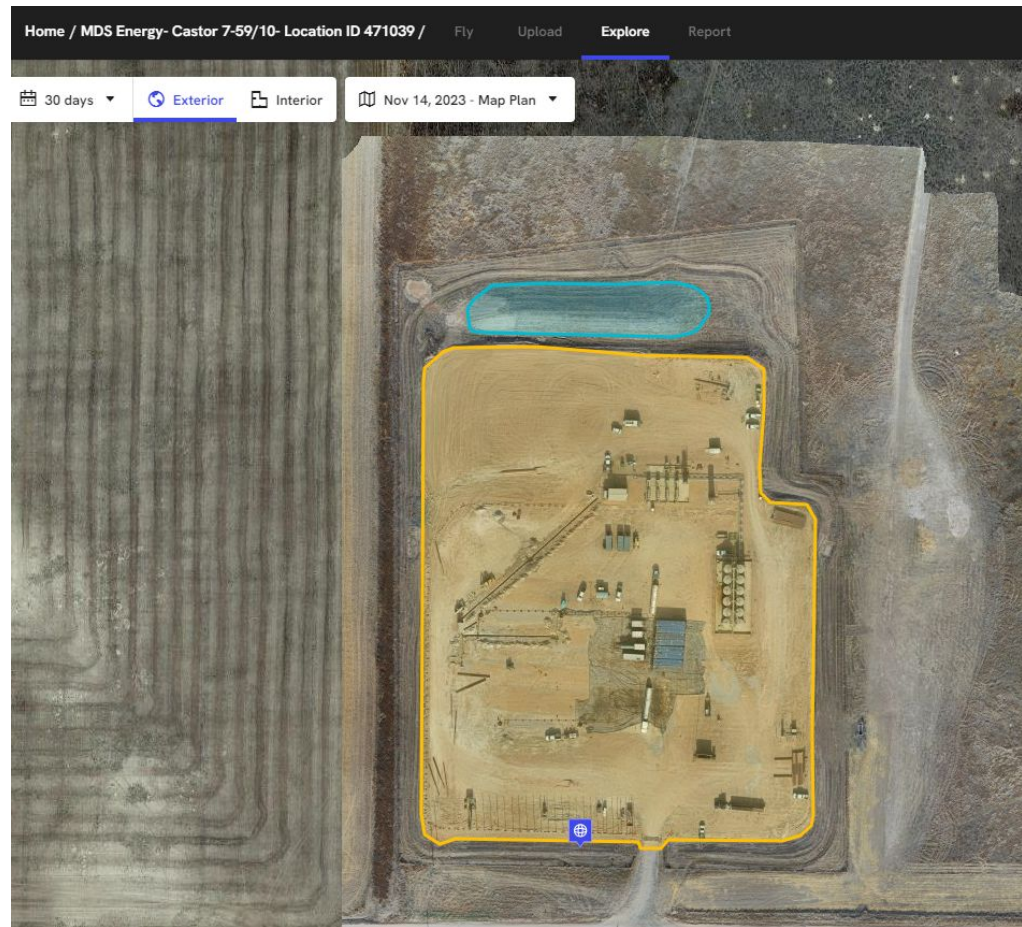 Home / MDS Energy- Castor 7-59/10- Location ID 471039 / Fly Upload Explore Report
30 days Exterior Interior Nov 14, 2023 - Map Plan